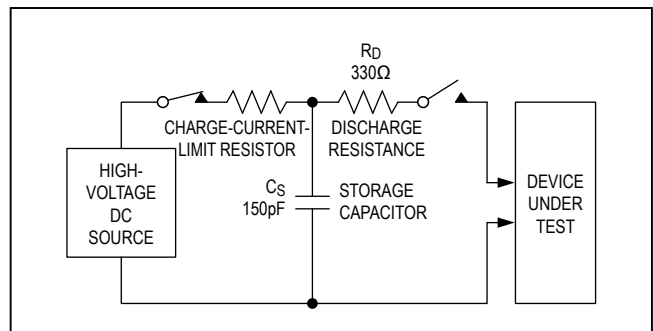 RD
330Ω
CHARGE-CURRENT-
LIMIT RESISTOR
DISCHARGE
RESISTANCE
HIGH-
VOLTAGE
DC
SOURCE
CS
150pF
STORAGE
CAPACITOR
DEVICE
UNDER
TEST